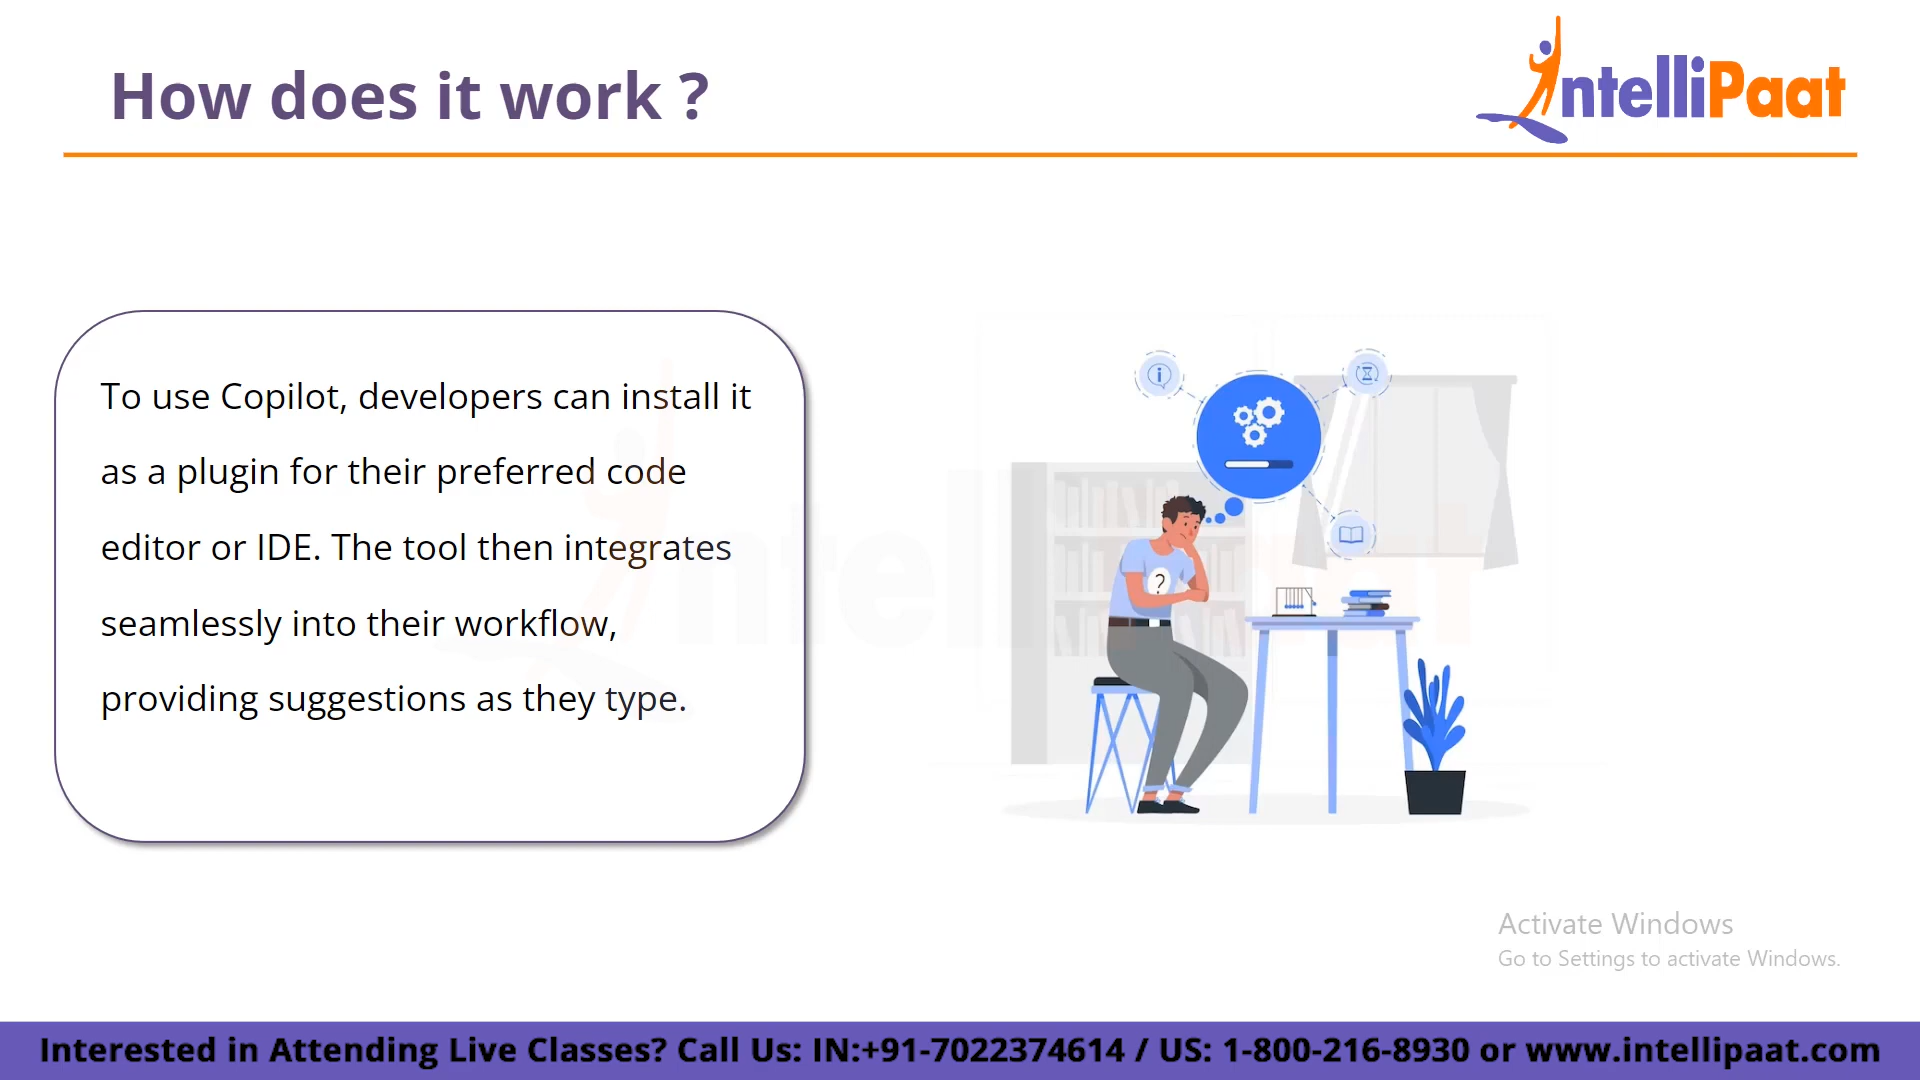 How does it work ?
IntelliPaat
To use Copilot, developers can install it
as a plugin for their preferred code
editor or IDE. The tool then integrates
seamlessly into their workflow,
providing suggestions as they type.
i
?
Activate Windows
Go to Settings to activate Windows.
Interested in Attending Live Classes? Call Us: IN:+91-7022374614 / US: 1-800-216-8930 or www.intellipaat.com